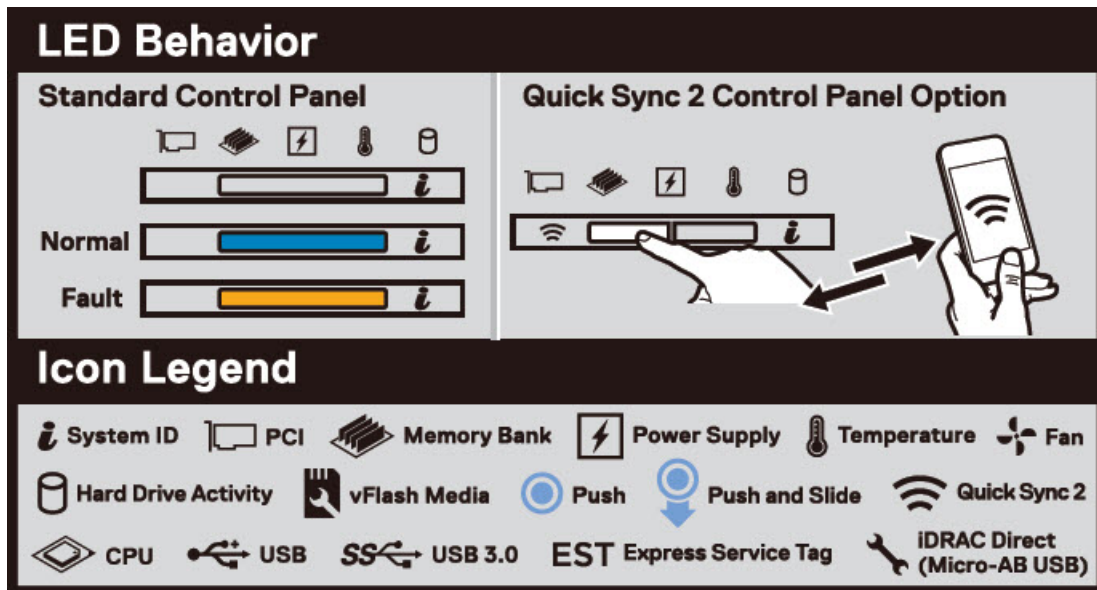 LED Behavior
Standard Control Panel
i
Normal i
Fault i
Quick Sync 2 Control Panel Option
i
Icon Legend
i System ID PCI Memory Bank Power Supply Temperature Fan
Hard Drive Activity vFlash Media Push Push and Slide Quick Sync 2
CPU USB SS USB 3.0 EST Express Service Tag iDRAC Direct
(Micro-AB USB)